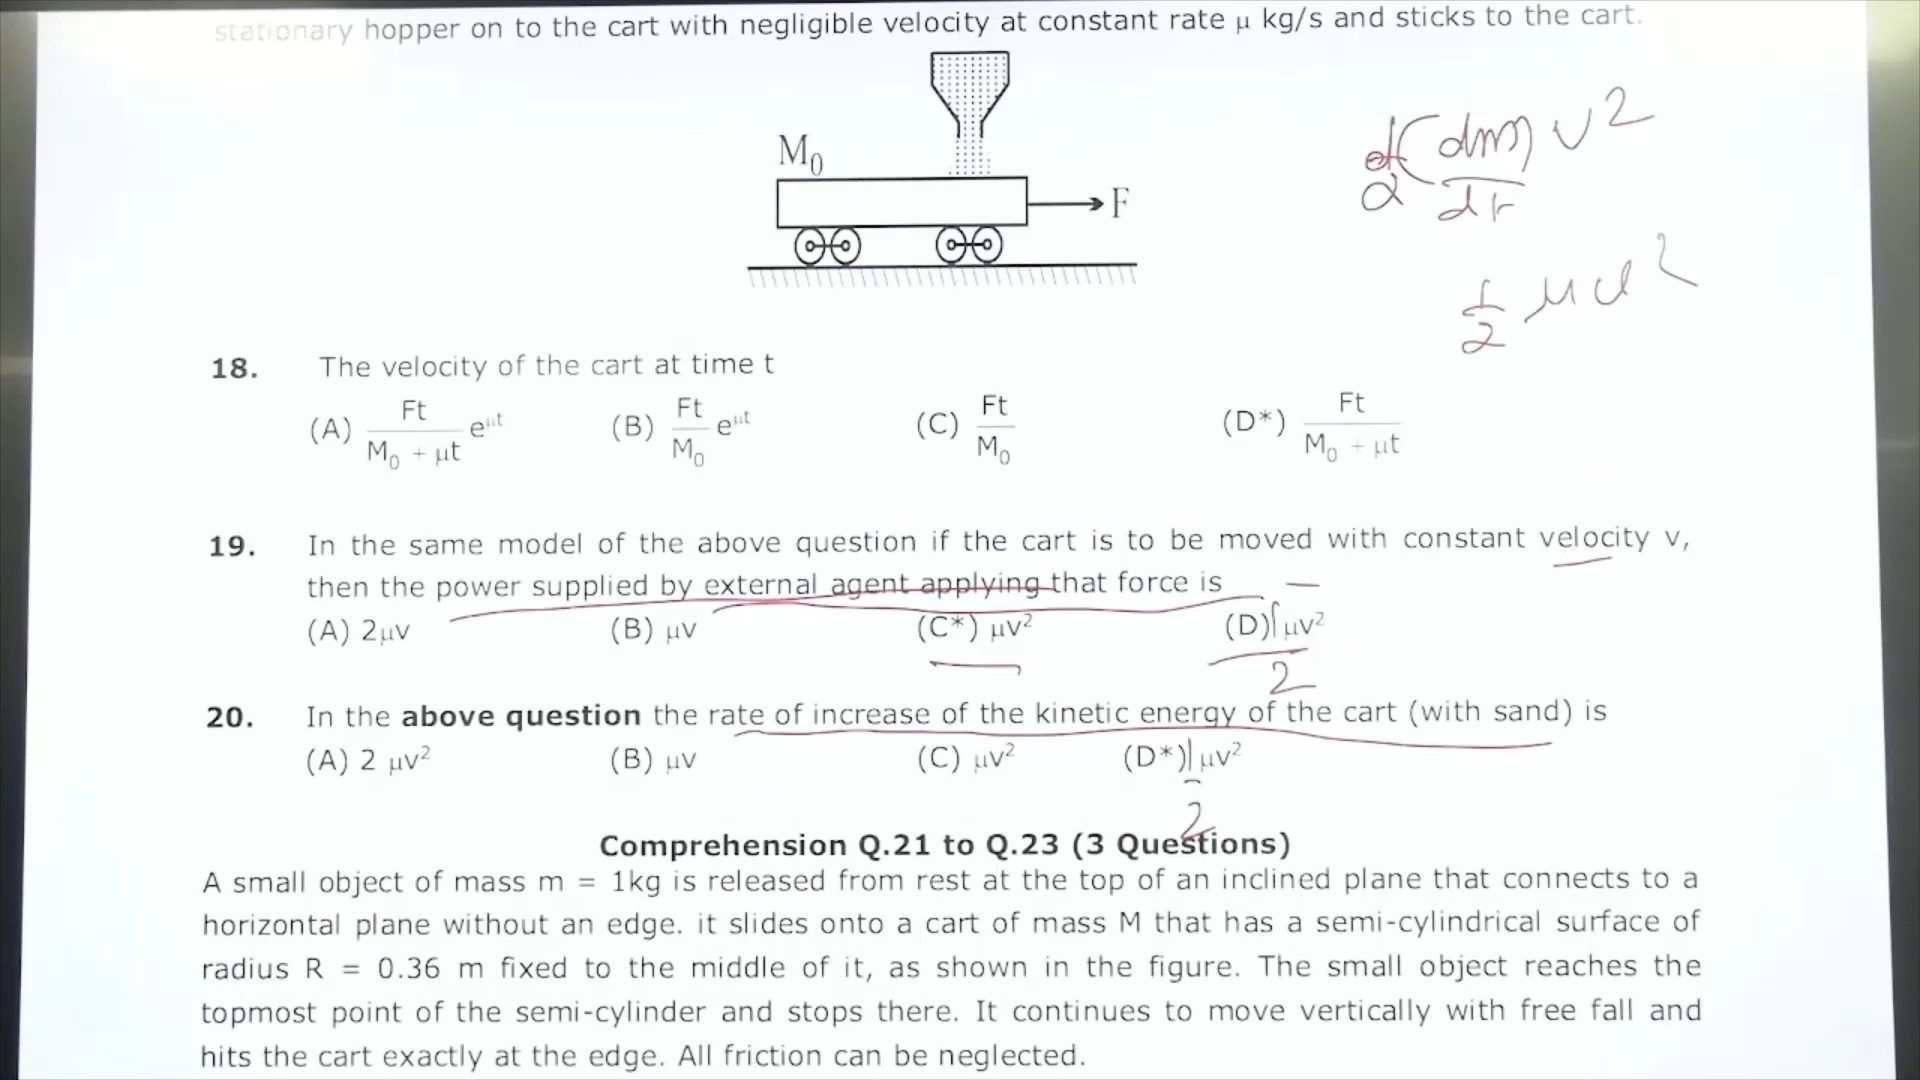 stationary hopper on to the cart with negligible velocity at constant rate μ kg/s and sticks to the cart.
M₀
F
d/2 (dm)/dt v²
1/2 μv²
18. The velocity of the cart at time t
(A) Ft/(M₀ + μt) e^μt (B) Ft/M₀ e^μt (C) Ft/M₀ (D*) Ft/(M₀ + μt)
19. In the same model of the above question if the cart is to be moved with constant velocity v,
then the power supplied by external agent applying that force is
(A) 2μv (B) μv (C*) μv² (D) 1/2 μv²
20. In the above question the rate of increase of the kinetic energy of the cart (with sand) is
(A) 2 μv² (B) μv (C) μv² (D*) 1/2 μv²
Comprehension Q.21 to Q.23 (3 Questions)
A small object of mass m = 1kg is released from rest at the top of an inclined plane that connects to a
horizontal plane without an edge. it slides onto a cart of mass M that has a semi-cylindrical surface of
radius R = 0.36 m fixed to the middle of it, as shown in the figure. The small object reaches the
topmost point of the semi-cylinder and stops there. It continues to move vertically with free fall and
hits the cart exactly at the edge. All friction can be neglected.